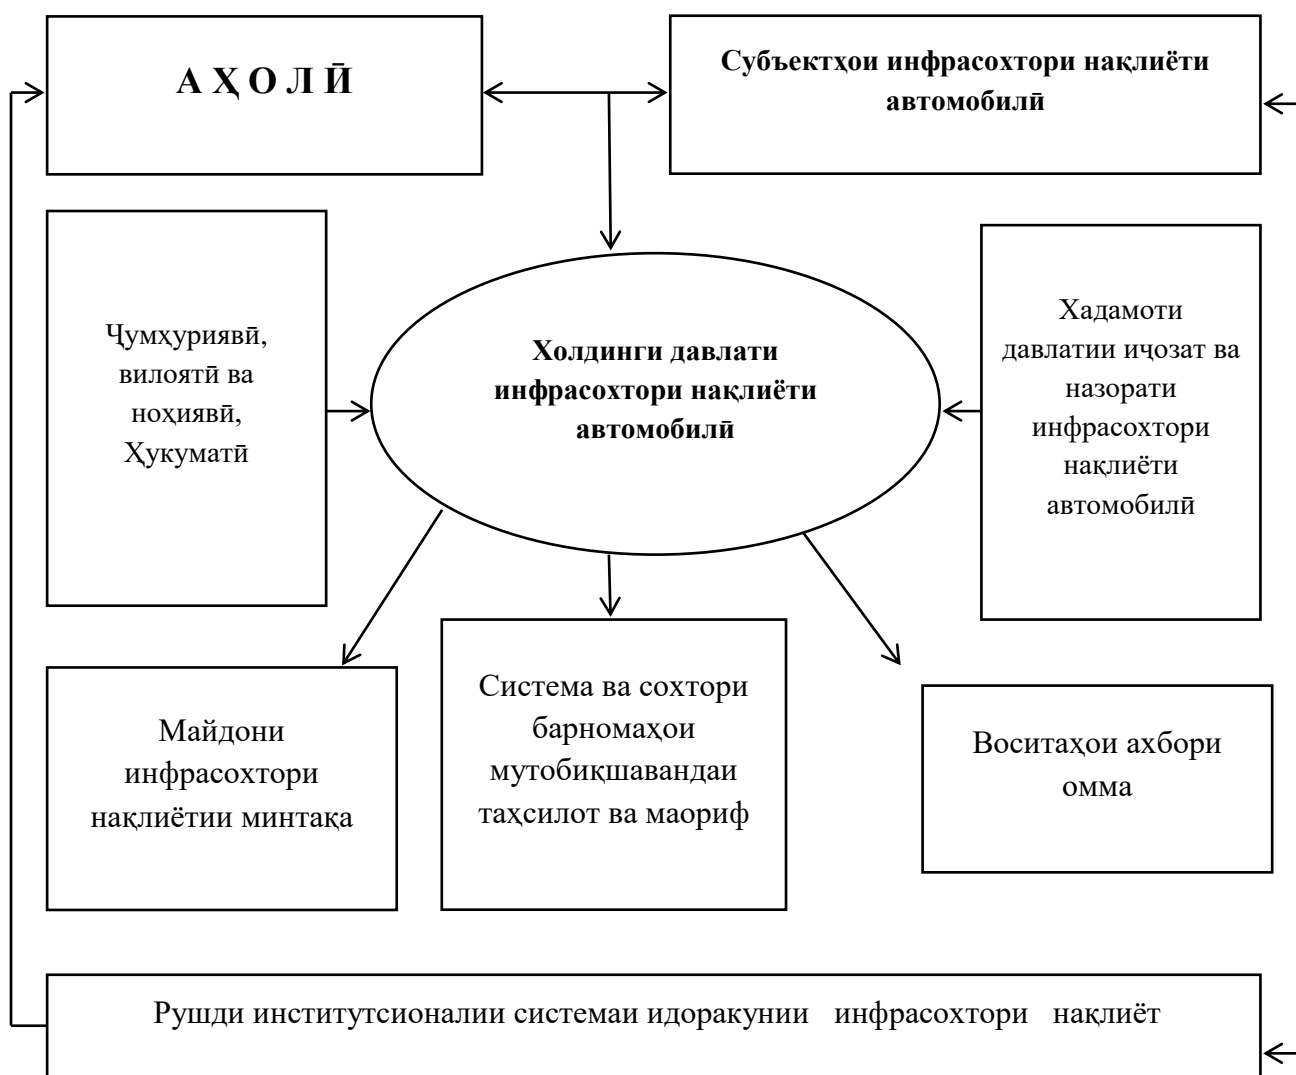 А Ҳ О Л Ӣ
Субъектҳои инфрасохтори нақлиёти
автомобилӣ
Ҷумҳуриявӣ,
вилоятӣ ва
ноҳиявӣ,
Ҳукуматӣ
Холдинги давлати
инфрасохтори нақлиёти
автомобилӣ
Хадамоти
давлатии иҷозат ва
назорати
инфрасохтори
нақлиёти
автомобилӣ
Майдони
инфрасохтори
нақлиётии минтақа
Система ва сохтори
барномаҳои
мутобиқшавандаи
таҳсилот ва маориф
Воситаҳои ахбори
омма
Рушди институтсионалии системаи идоракунии инфрасохтори нақлиёт